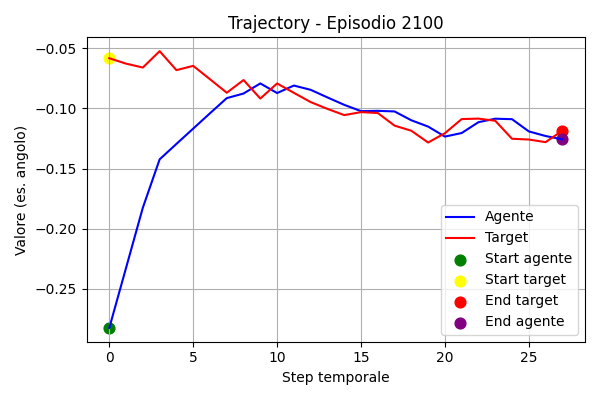 Trajectory - Episodio 2100
Valore (es. angolo)
−0.05
−0.10
−0.15
−0.20
−0.25
0
5
10
15
20
25
Step temporale
Agente
Target
Start agente
Start target
End target
End agente